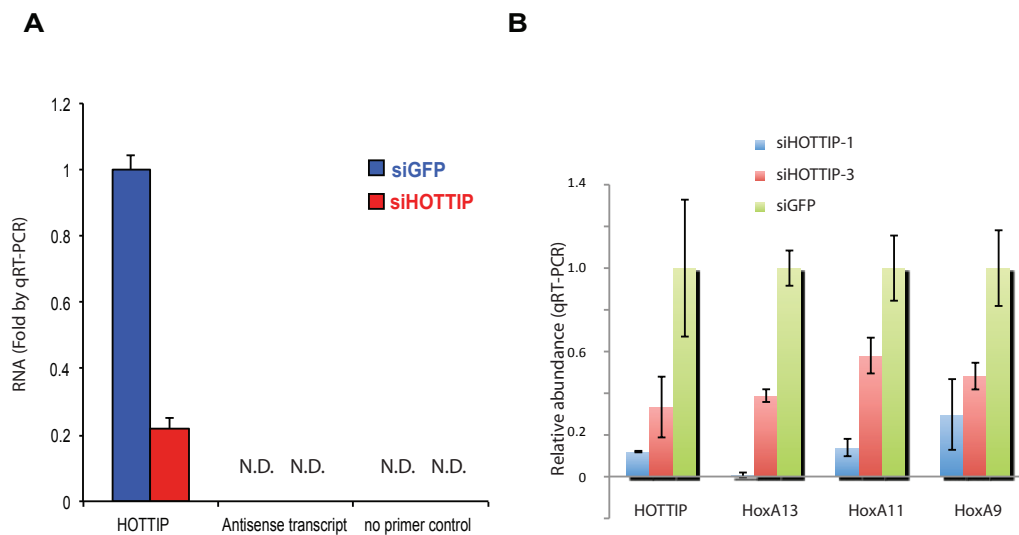 A
RNA (Fold by qRT-PCR)
1.2
1
0.8
0.6
0.4
0.2
0
siGFP
siHOTTIP
N.D. N.D. N.D. N.D.
HOTTIP Antisense transcript no primer control
B
Relative abundance (qRT-PCR)
siHOTTIP-1
siHOTTIP-3
siGFP
1.4
1.0
0.6
0.2
0
HOTTIP HoxA13 HoxA11 HoxA9